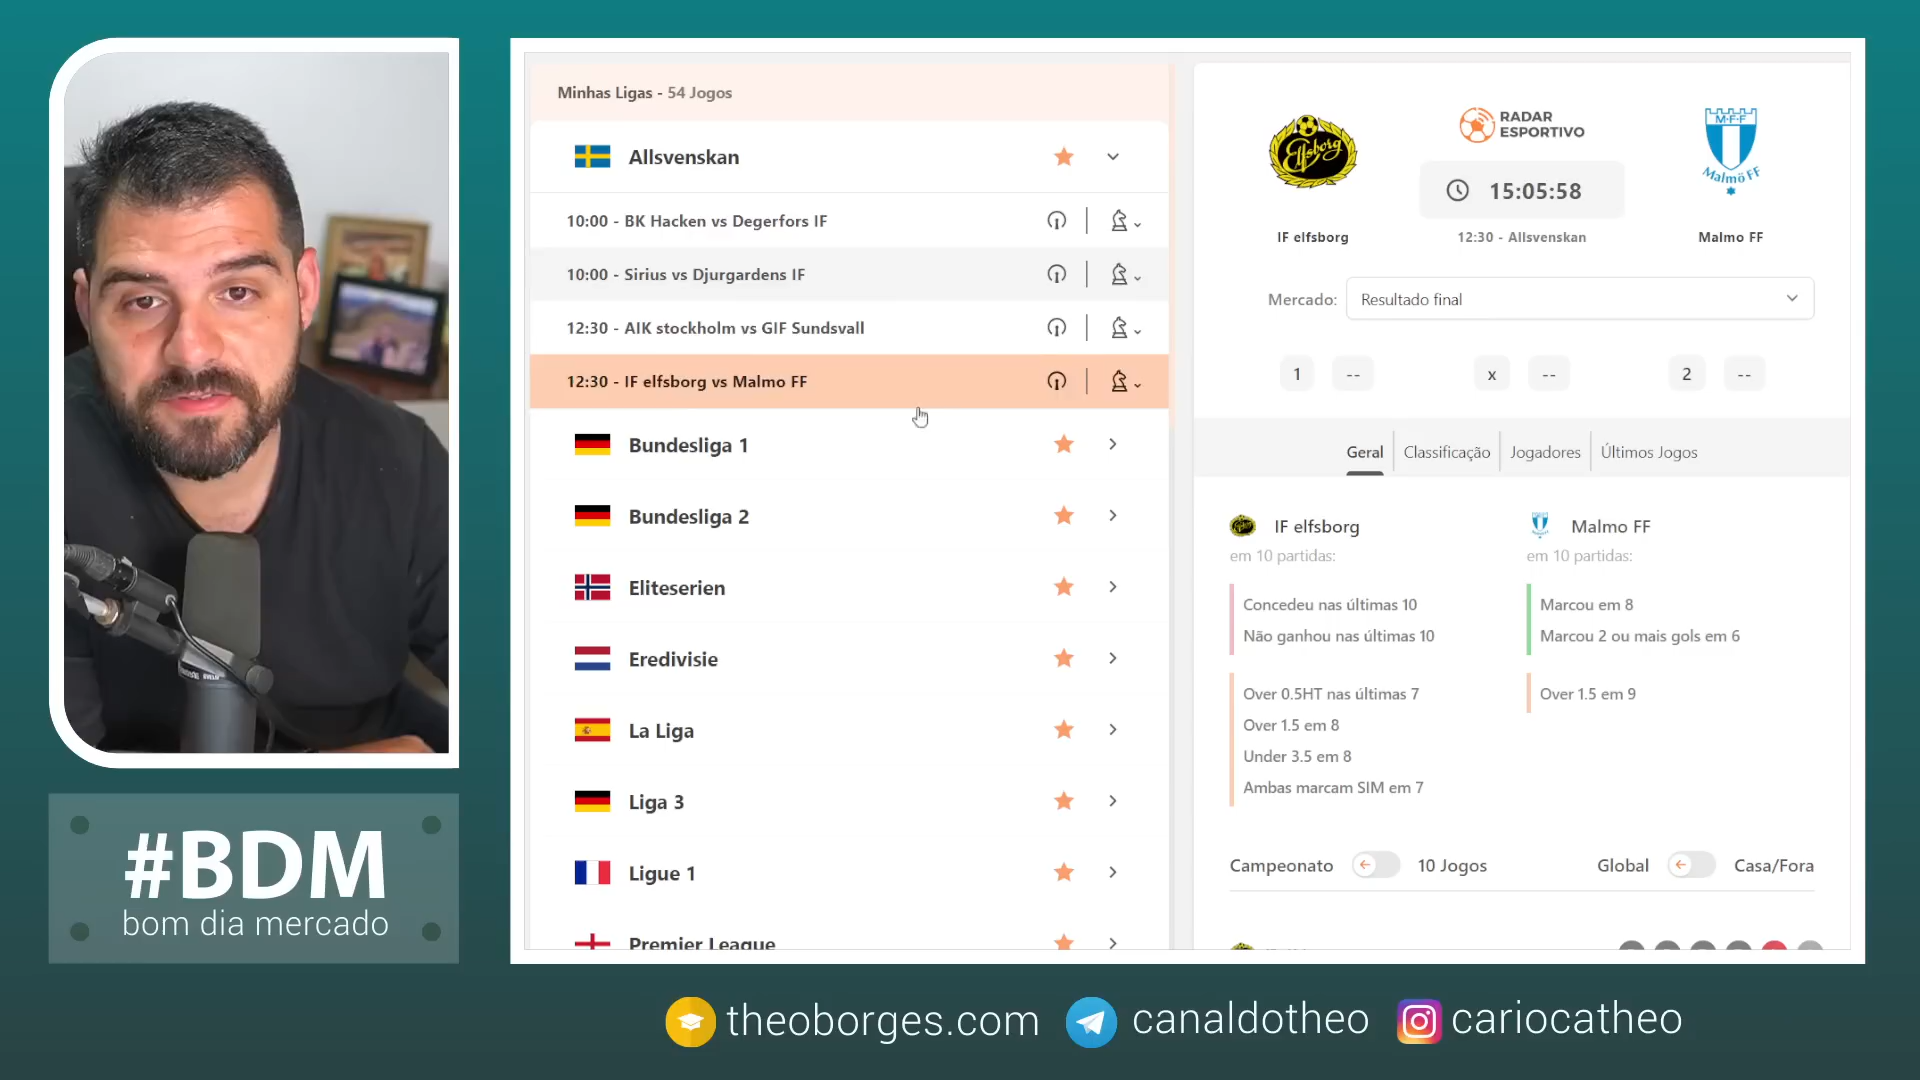 Minhas Ligas - 54 Jogos
Allsvenskan
10:00 - BK Hacken vs Degerfors IF
10:00 - Sirius vs Djurgardens IF
12:30 - AIK stockholm vs GIF Sundsvall
12:30 - IF elfsborg vs Malmo FF
Bundesliga 1
Bundesliga 2
Eliteserien
Eredivisie
La Liga
Liga 3
Ligue 1
Premier League
Elfsborg
RADAR
ESPORTIVO
M-F-F
Malmö FF
15:05:58
IF elfsborg
12:30 - Allsvenskan
Malmo FF
Mercado: Resultado final
1 -- x -- 2 --
Geral Classificação Jogadores Últimos Jogos
IF elfsborg
em 10 partidas:
Concedeu nas últimas 10
Não ganhou nas últimas 10
Over 0.5HT nas últimas 7
Over 1.5 em 8
Under 3.5 em 8
Ambas marcam SIM em 7
Malmo FF
em 10 partidas:
Marcou em 8
Marcou 2 ou mais gols em 6
Over 1.5 em 9
Campeonato 10 Jogos Global Casa/Fora
#BDM
bom dia mercado
theoborges.com canaldotheo cariocatheo